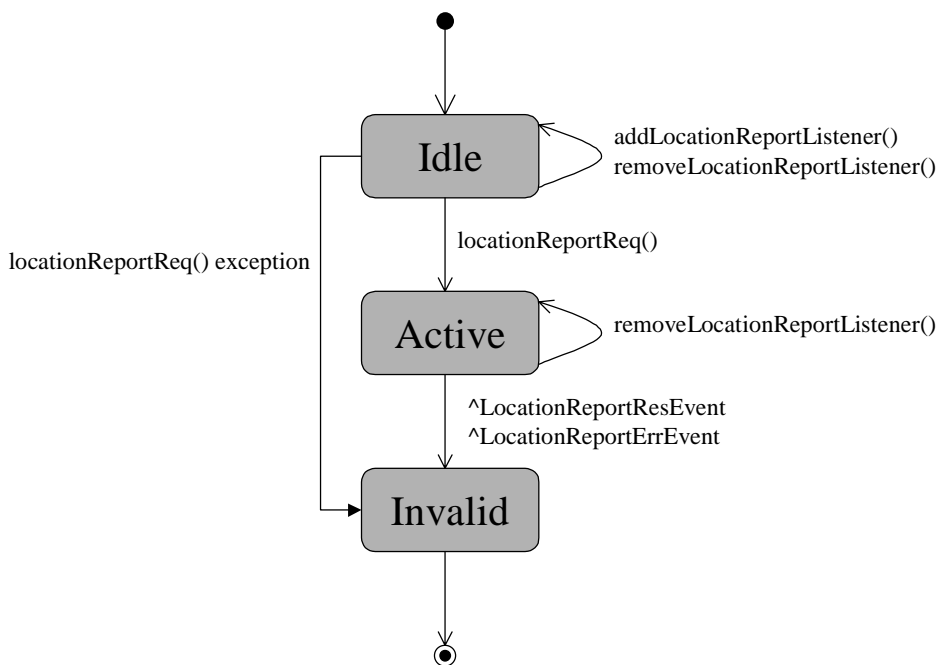 Idle
addLocationReportListener()
removeLocationReportListener()
locationReportReq()
locationReportReq() exception
Active
removeLocationReportListener()
^LocationReportResEvent
^LocationReportErrEvent
Invalid